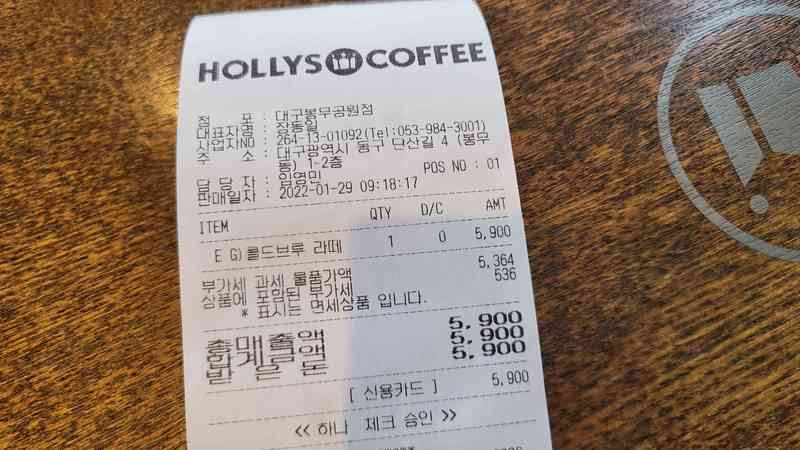 HOLLYS COFFEE
점 포 : 대구봉무공원점
대표자명 : 장동일
사업자NO : 264-13-01092(Tel:053-984-3001)
주 소 : 대구광역시 동구 단산길 4 (봉무
동) 1-2층
POS NO : 01
담 당 자 : 임영민
판매일자 : 2022-01-29 09:18:17
ITEM QTY D/C AMT
E G)콜드브루 라떼 1 0 5,900
부가세 과세 물품가액 5,364
상품에 포함된 부가세 536
* 표시는 면세상품 입니다.
총매출액 5,900
합계금액 5,900
받은돈 5,900
[ 신용카드 ] 5,900
<< 하나 체크 승인 >>